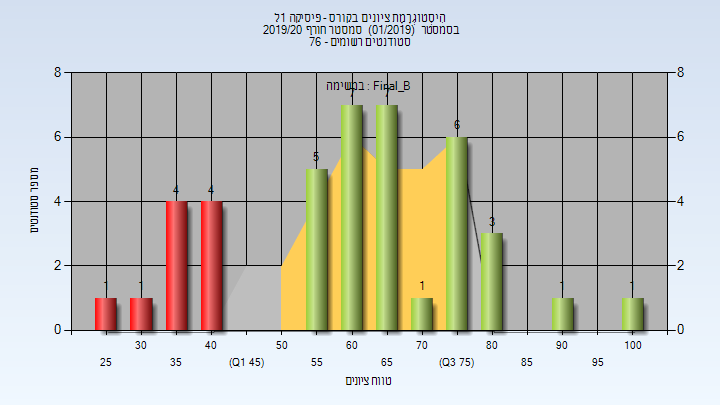 היסטוגרמת ציונים בקורס - פיסיקה 1ל
בסמסטר (01/2019) סמסטר חורף 2019/20
סטודנטים רשומים - 76
בנשימה : Final_B
8 8
6 6
4 4
2 2
0 0
מספר סטודנטים
1 1 4 4 5 7 7 1 6 3 1 1
30 40 50 60 70 80 90 100
25 35 (Q1 45) 55 65 (Q3 75) 85 95
טווח ציונים